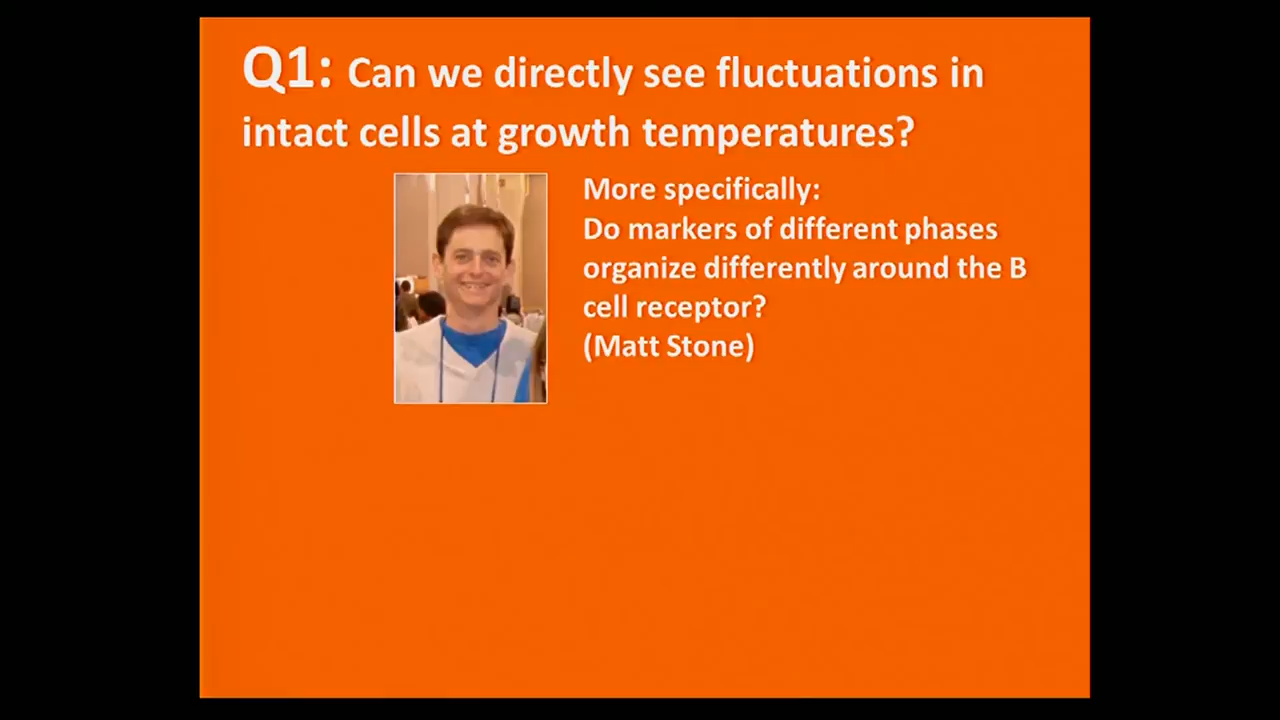 Q1: Can we directly see fluctuations in
intact cells at growth temperatures?
More specifically:
Do markers of different phases
organize differently around the B
cell receptor?
(Matt Stone)